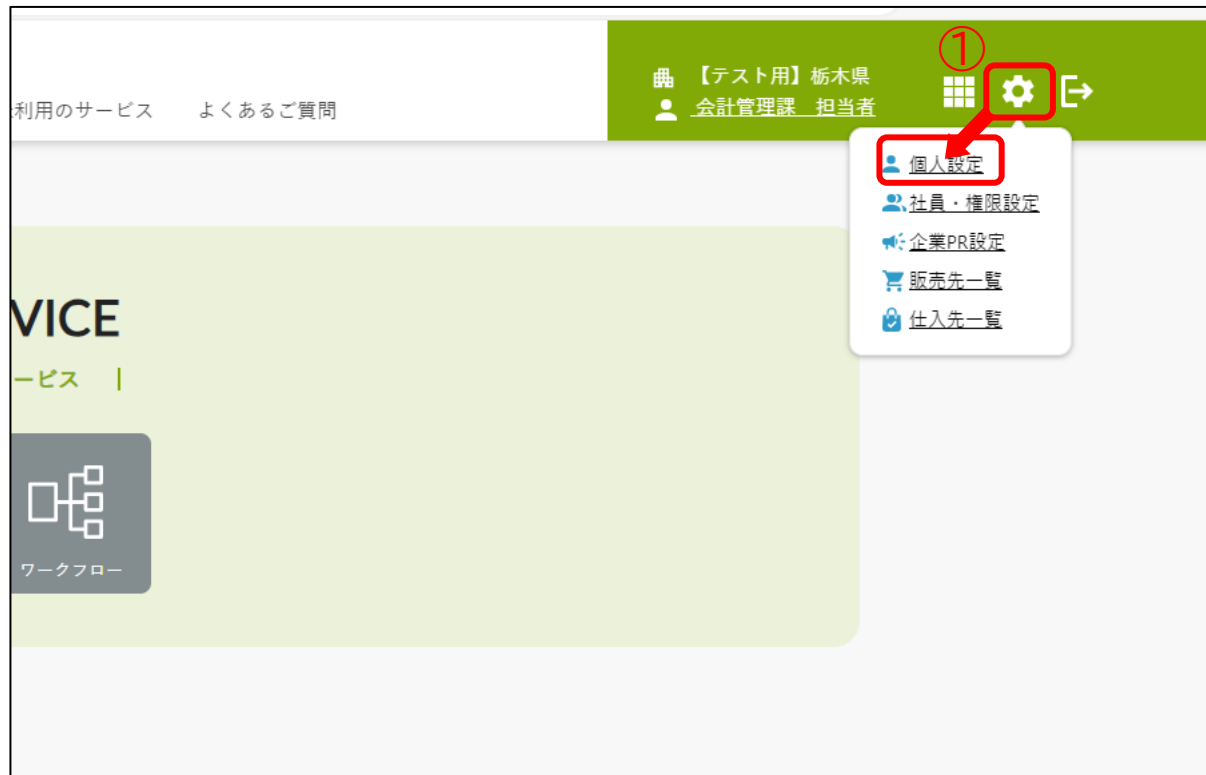 ①
【テスト用】栃木県
利用のサービス よくあるご質問
会計管理課 担当者
個人設定
社員・権限設定
企業PR設定
販売先一覧
仕入先一覧
VICE
ービス |
ワークフロー